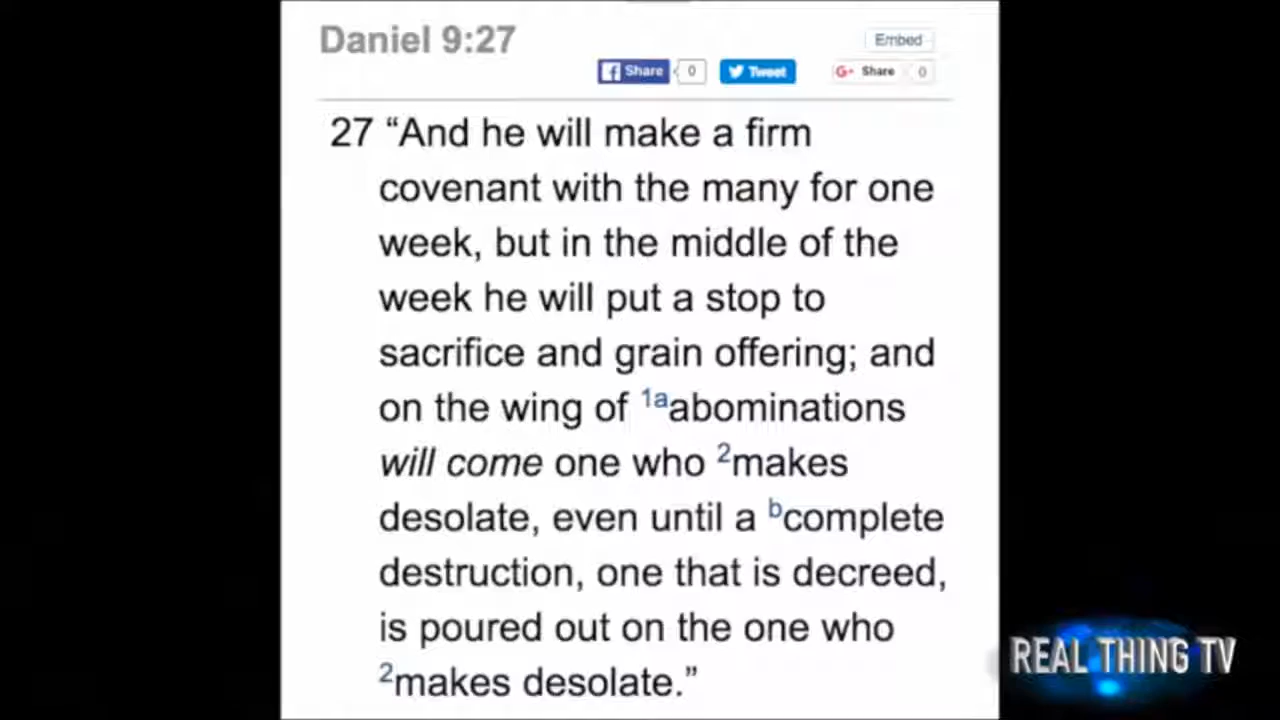 Daniel 9:27
Embed
Share 0 Tweet G+ Share 0
27 “And he will make a firm
covenant with the many for one
week, but in the middle of the
week he will put a stop to
sacrifice and grain offering; and
on the wing of 1aabominations
will come one who 2makes
desolate, even until a bcomplete
destruction, one that is decreed,
is poured out on the one who
2makes desolate.”
REAL THING TV